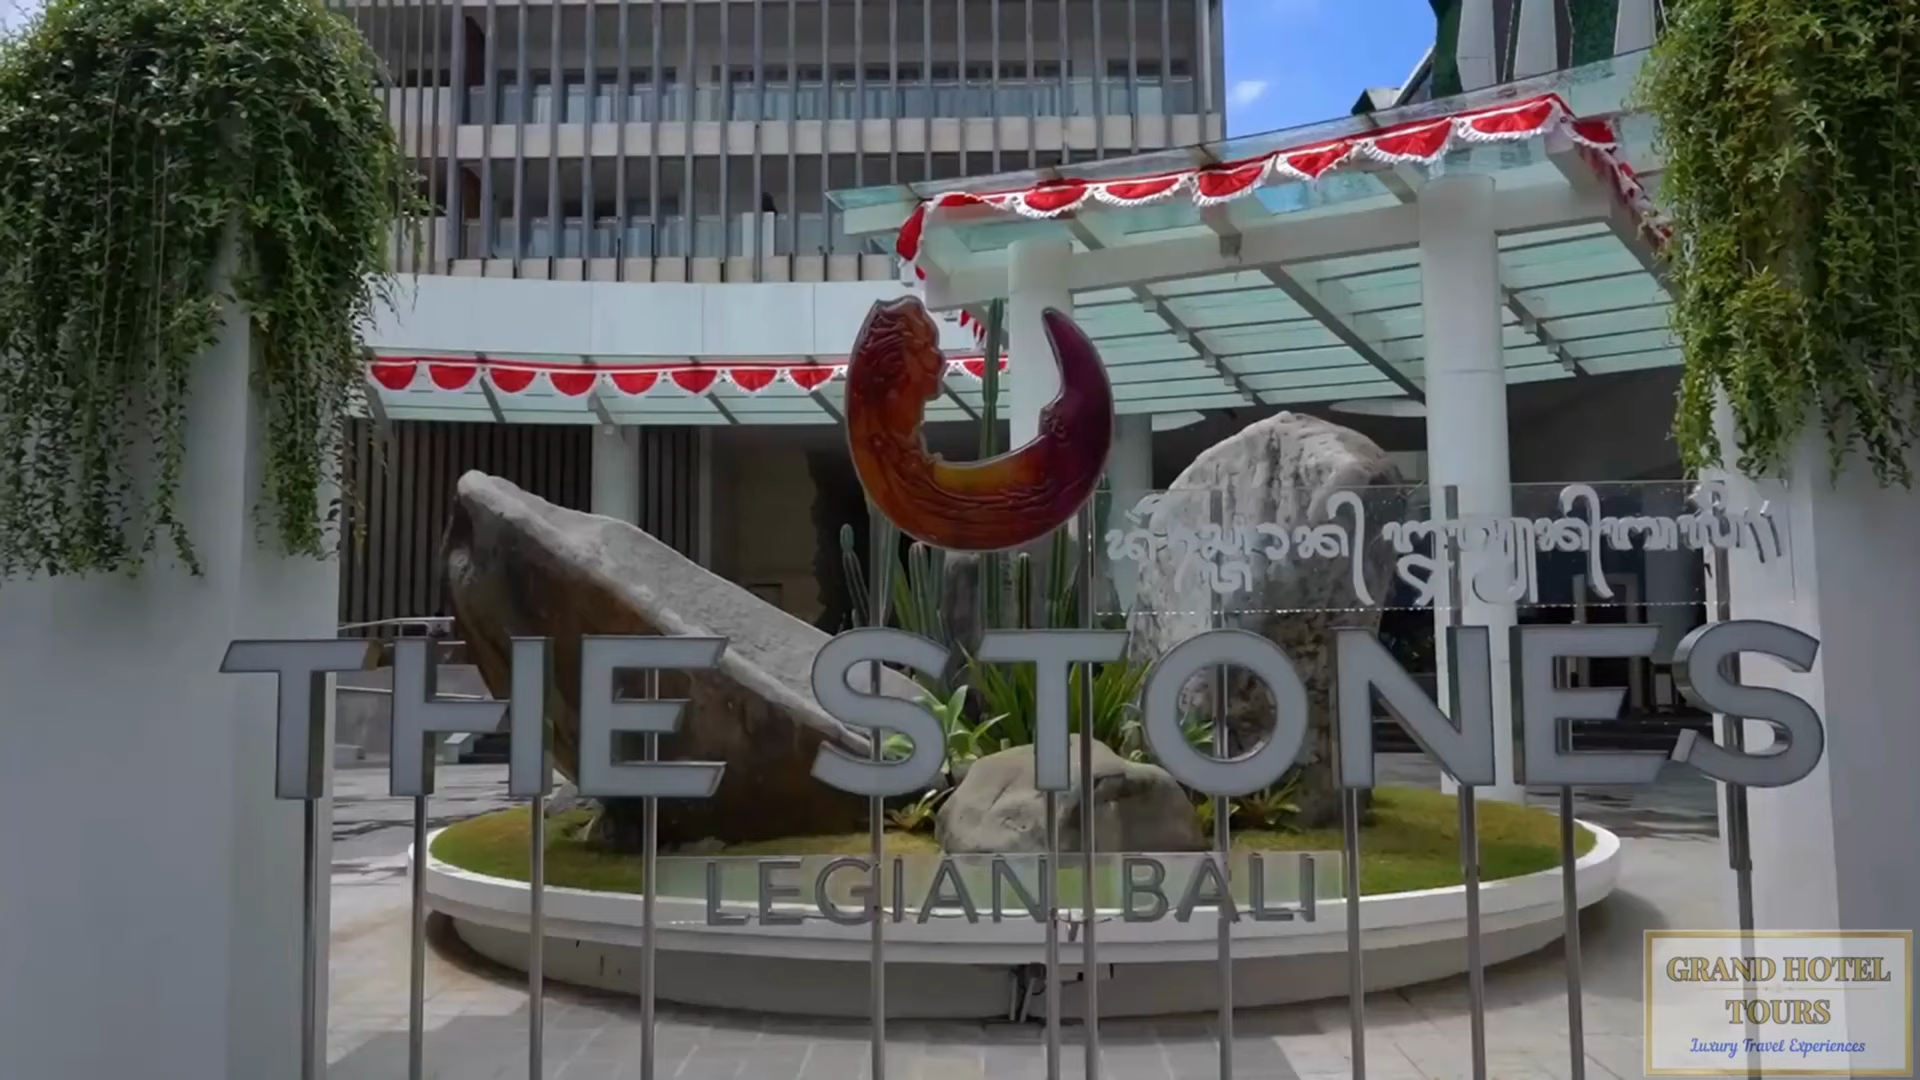 THE STONES
LEGIAN BALI
GRAND HOTEL
TOURS
Luxury Travel Experiences